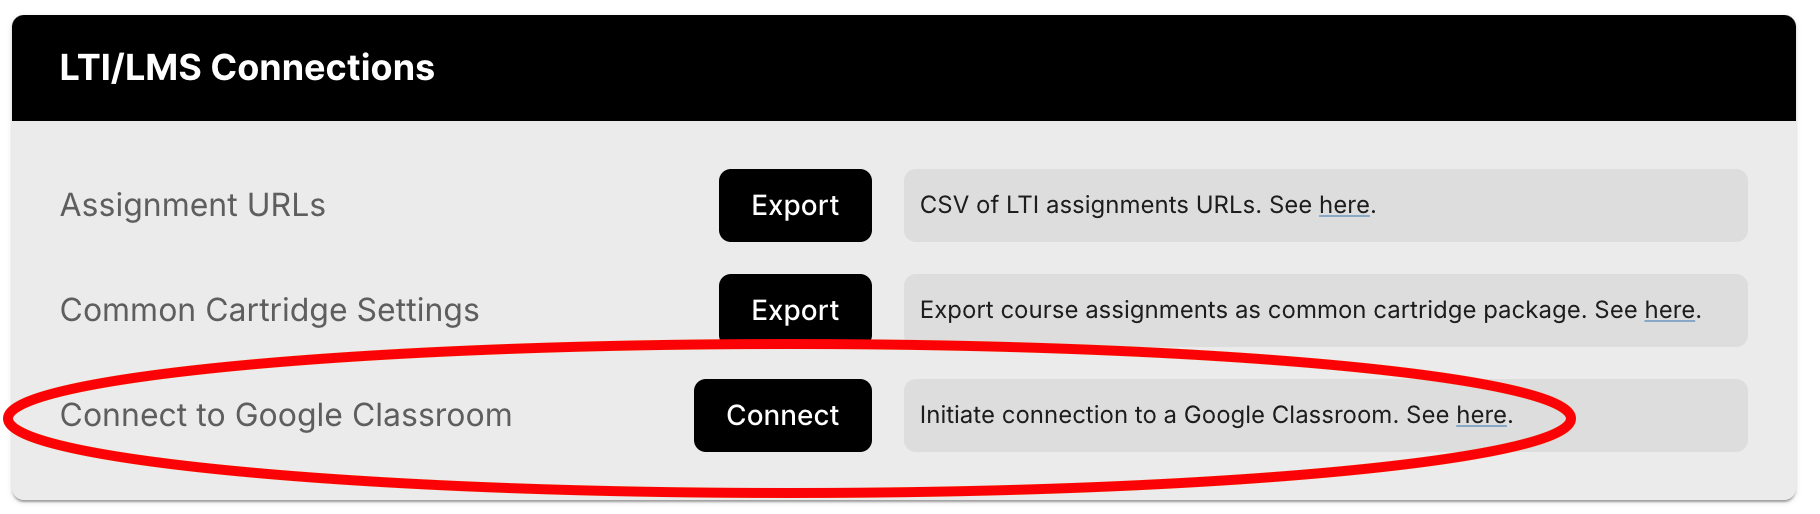 LTI/LMS Connections
Assignment URLs Export CSV of LTI assignments URLs. See here.
Common Cartridge Settings Export Export course assignments as common cartridge package. See here.
Connect to Google Classroom Connect Initiate connection to a Google Classroom. See here.